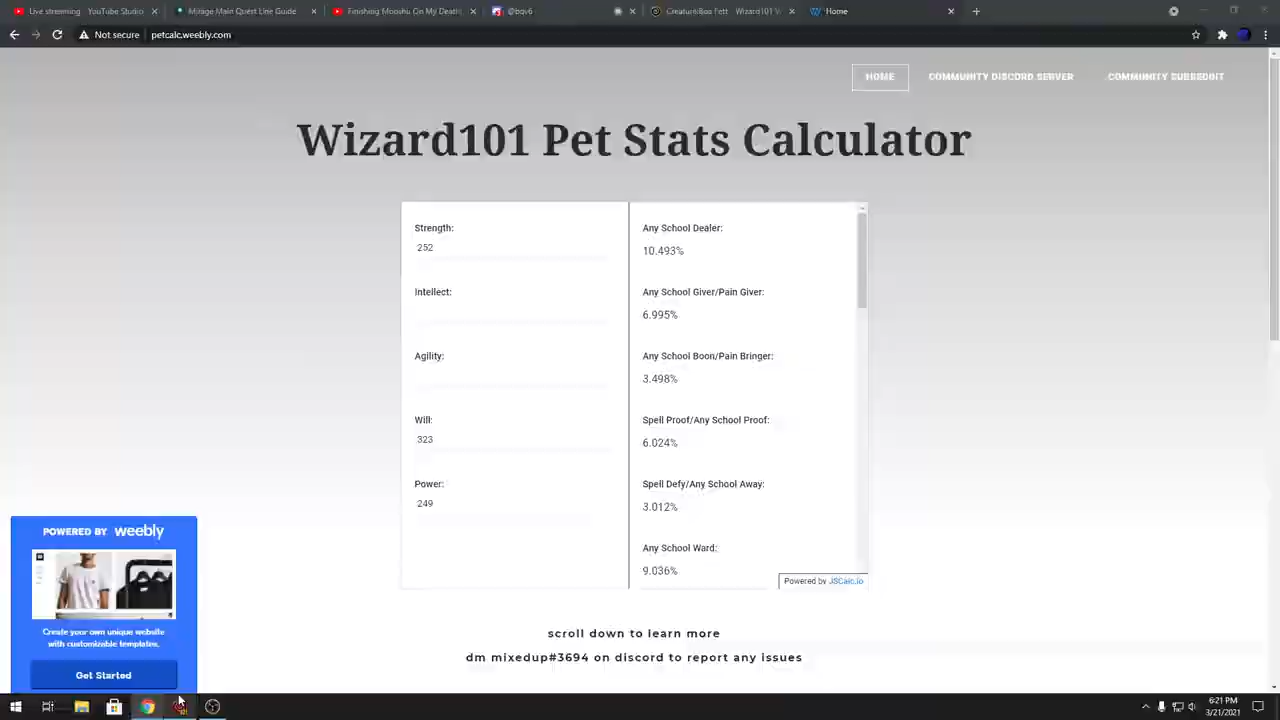 Live streaming - YouTube Studio
Mirage Main Quest Line Guide
Finishing Mooshu On My Death
@bqv6
Wizard101
Home
Not secure
petcalc.weebly.com
HOME
COMMUNITY DISCORD SERVER
COMMUNITY SUBREDDIT
Wizard101 Pet Stats Calculator
Strength:
252
Intellect:
Agility:
Will:
323
Power:
249
Any School Dealer:
10.493%
Any School Giver/Pain Giver:
6.995%
Any School Boon/Pain Bringer:
3.498%
Spell Proof/Any School Proof:
6.024%
Spell Defy/Any School Away:
3.012%
Any School Ward:
9.036%
Powered by JSCalc.io
POWERED BY weebly
Create your own unique website
with customizable templates.
Get Started
scroll down to learn more
dm mixedup#3694 on discord to report any issues
6:21 PM
3/21/2021